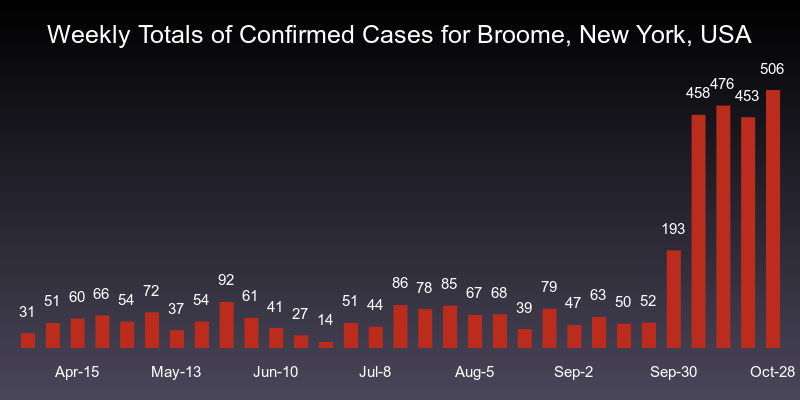 Weekly Totals of Confirmed Cases for Broome, New York, USA
31 51 60 66 54 72 37 54 92 61 41 27 14 51 44 86 78 85 67 68 39 79 47 63 50 52 193 458 476 453 506
Apr-15 May-13 Jun-10 Jul-8 Aug-5 Sep-2 Sep-30 Oct-28